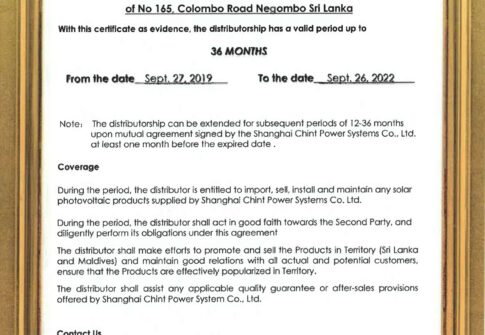 of No 165, Colombo Road Negombo Sri Lanka
With this certificate as evidence, the distributorship has a valid period up to
36 MONTHS
From the date Sept. 27, 2019 To the date Sept. 26, 2022
Note: The distributorship can be extended for subsequent periods of 12-36 months
upon mutual agreement signed by the Shanghai Chint Power Systems Co., Ltd.
at least one month before the expired date .
Coverage
During the period, the distributor is entitled to import, sell, install and maintain any solar
photovoltaic products supplied by Shanghai Chint Power Systems Co. Ltd.
During the period, the distributor shall act in good faith towards the Second Party, and
diligently perform its obligations under this agreement
The distributor shall make efforts to promote and sell the Products in Territory (Sri Lanka
and Maldives) and maintain good relations with all actual and potential customers,
ensure that the Products are effectively popularized in Territory.
The distributor shall assist any applicable quality guarantee or after-sales provisions
offered by Shanghai Chint Power System Co., Ltd.
Contact Us